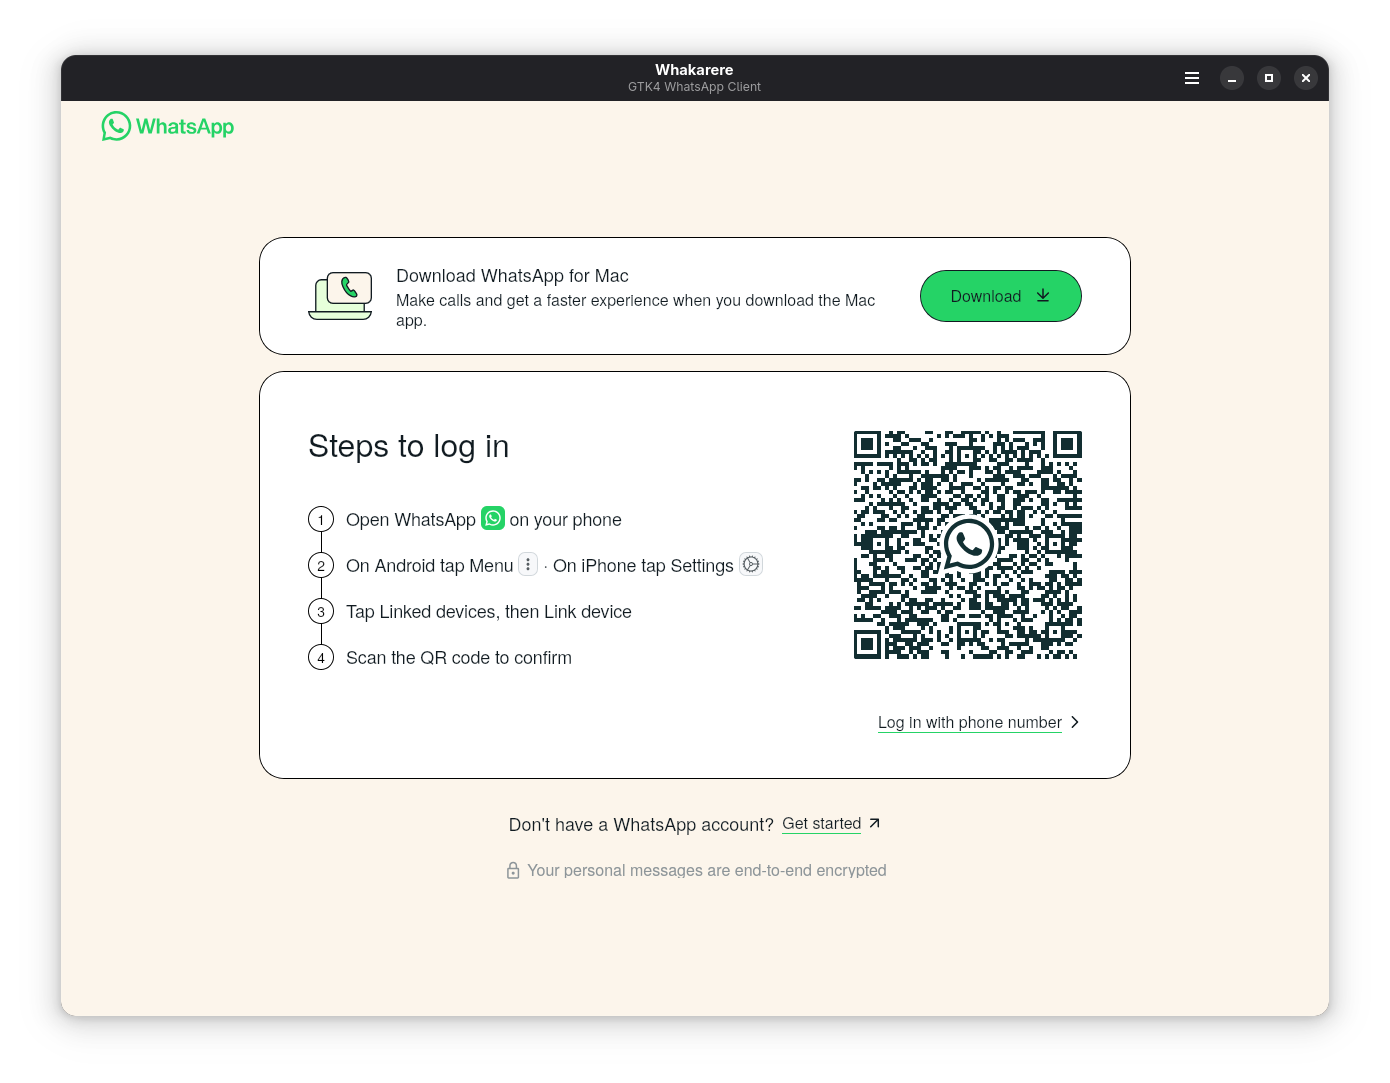 Whakarere
GTK4 WhatsApp Client
WhatsApp
Download WhatsApp for Mac
Make calls and get a faster experience when you download the Mac
app.
Download
Steps to log in
1 Open WhatsApp on your phone
2 On Android tap Menu · On iPhone tap Settings
3 Tap Linked devices, then Link device
4 Scan the QR code to confirm
Log in with phone number
Don't have a WhatsApp account? Get started
Your personal messages are end-to-end encrypted